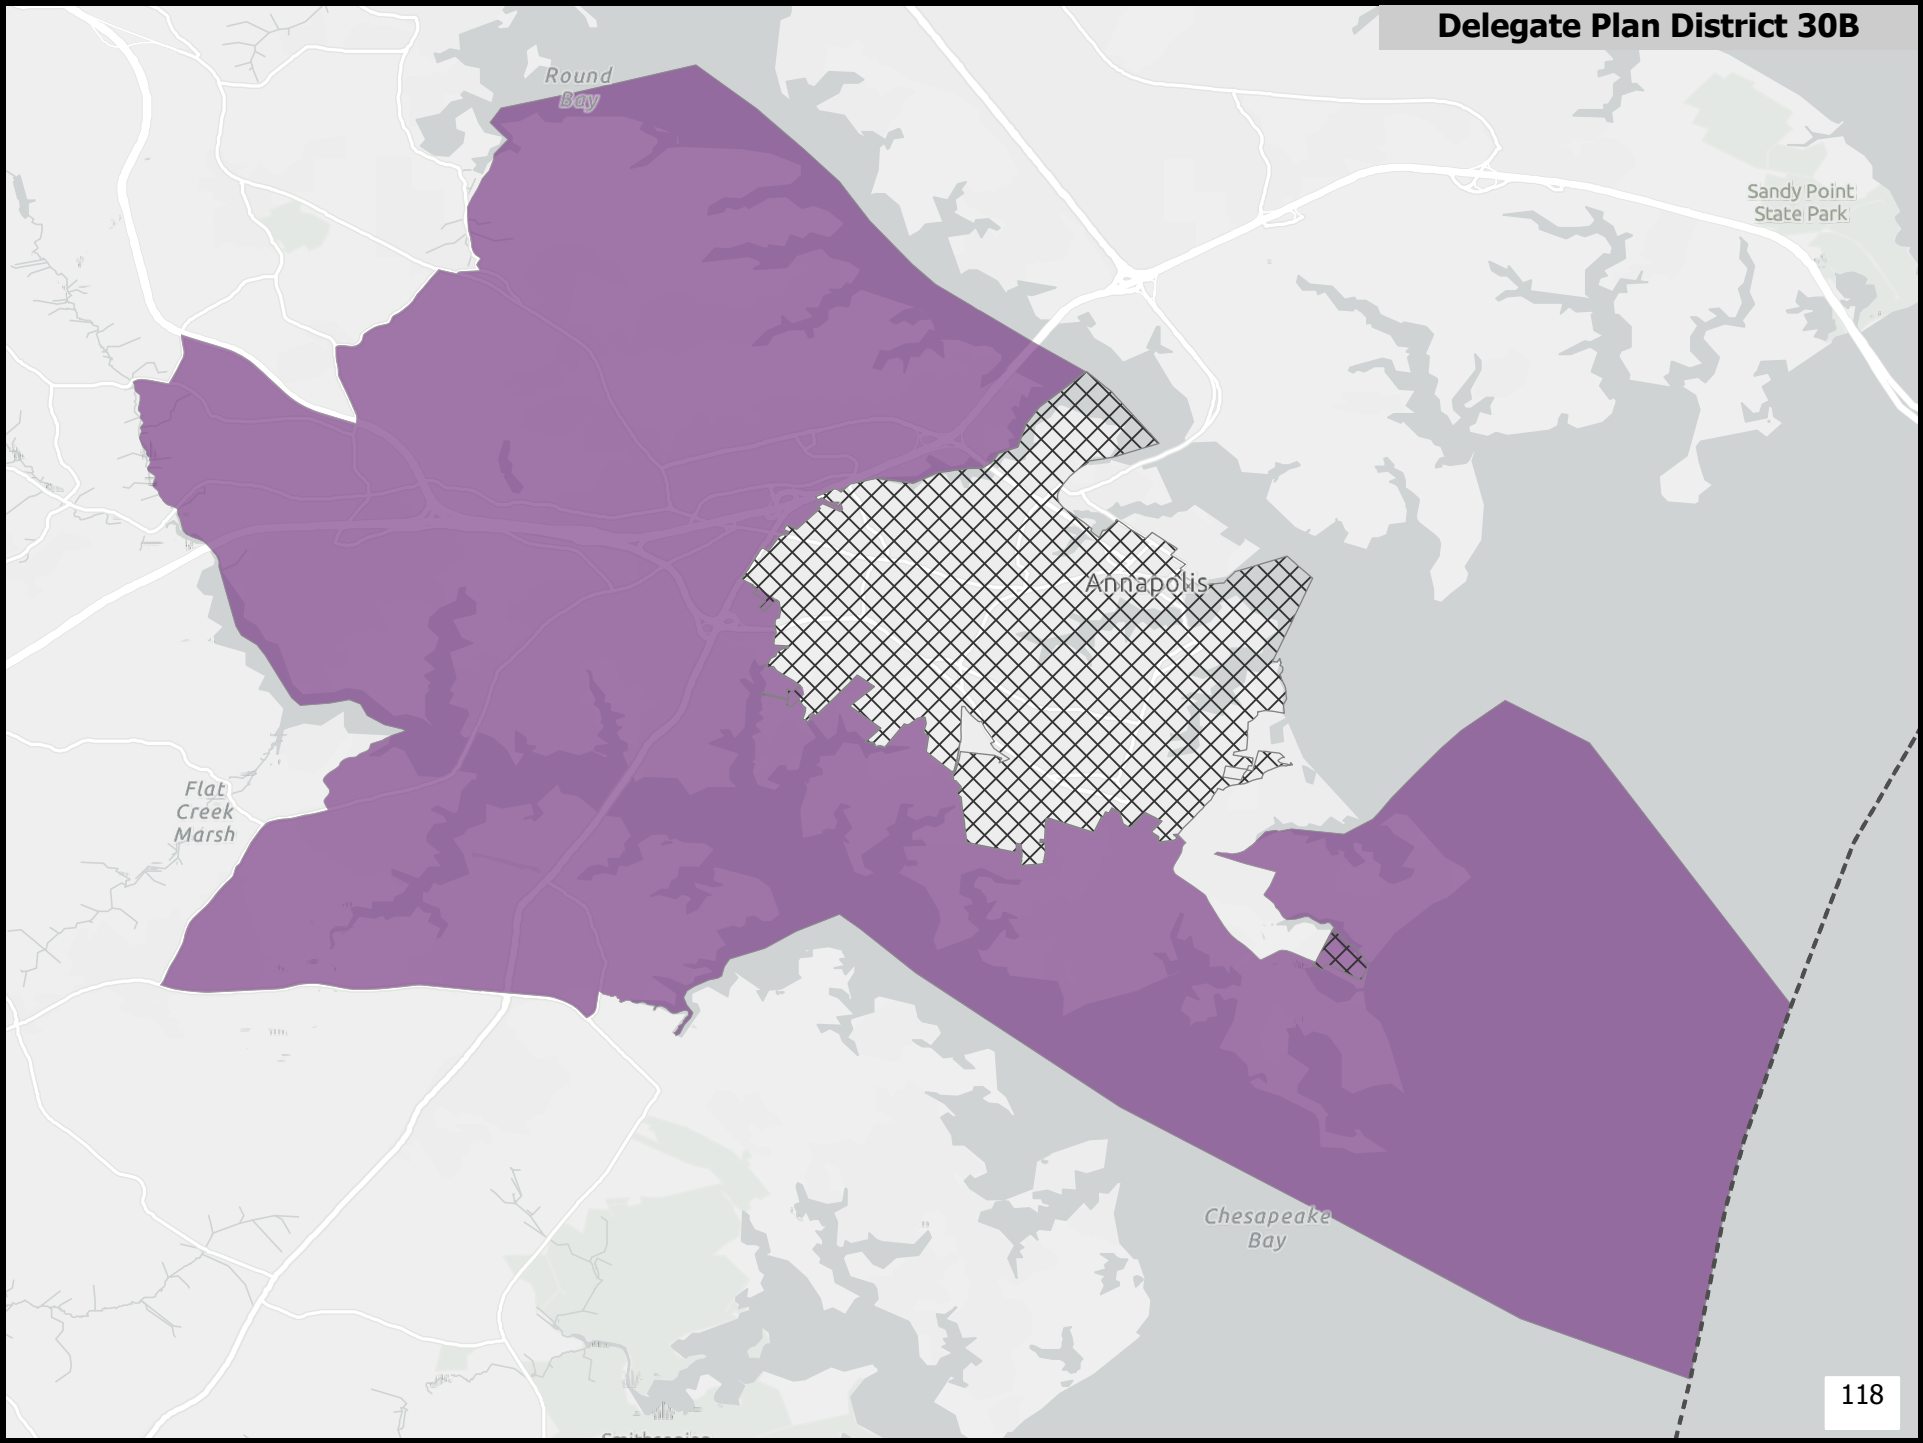 Delegate Plan District 30B
Round
Bay
Sandy Point
State Park
Annapolis
Flat
Creek
Marsh
Chesapeake
Bay
118